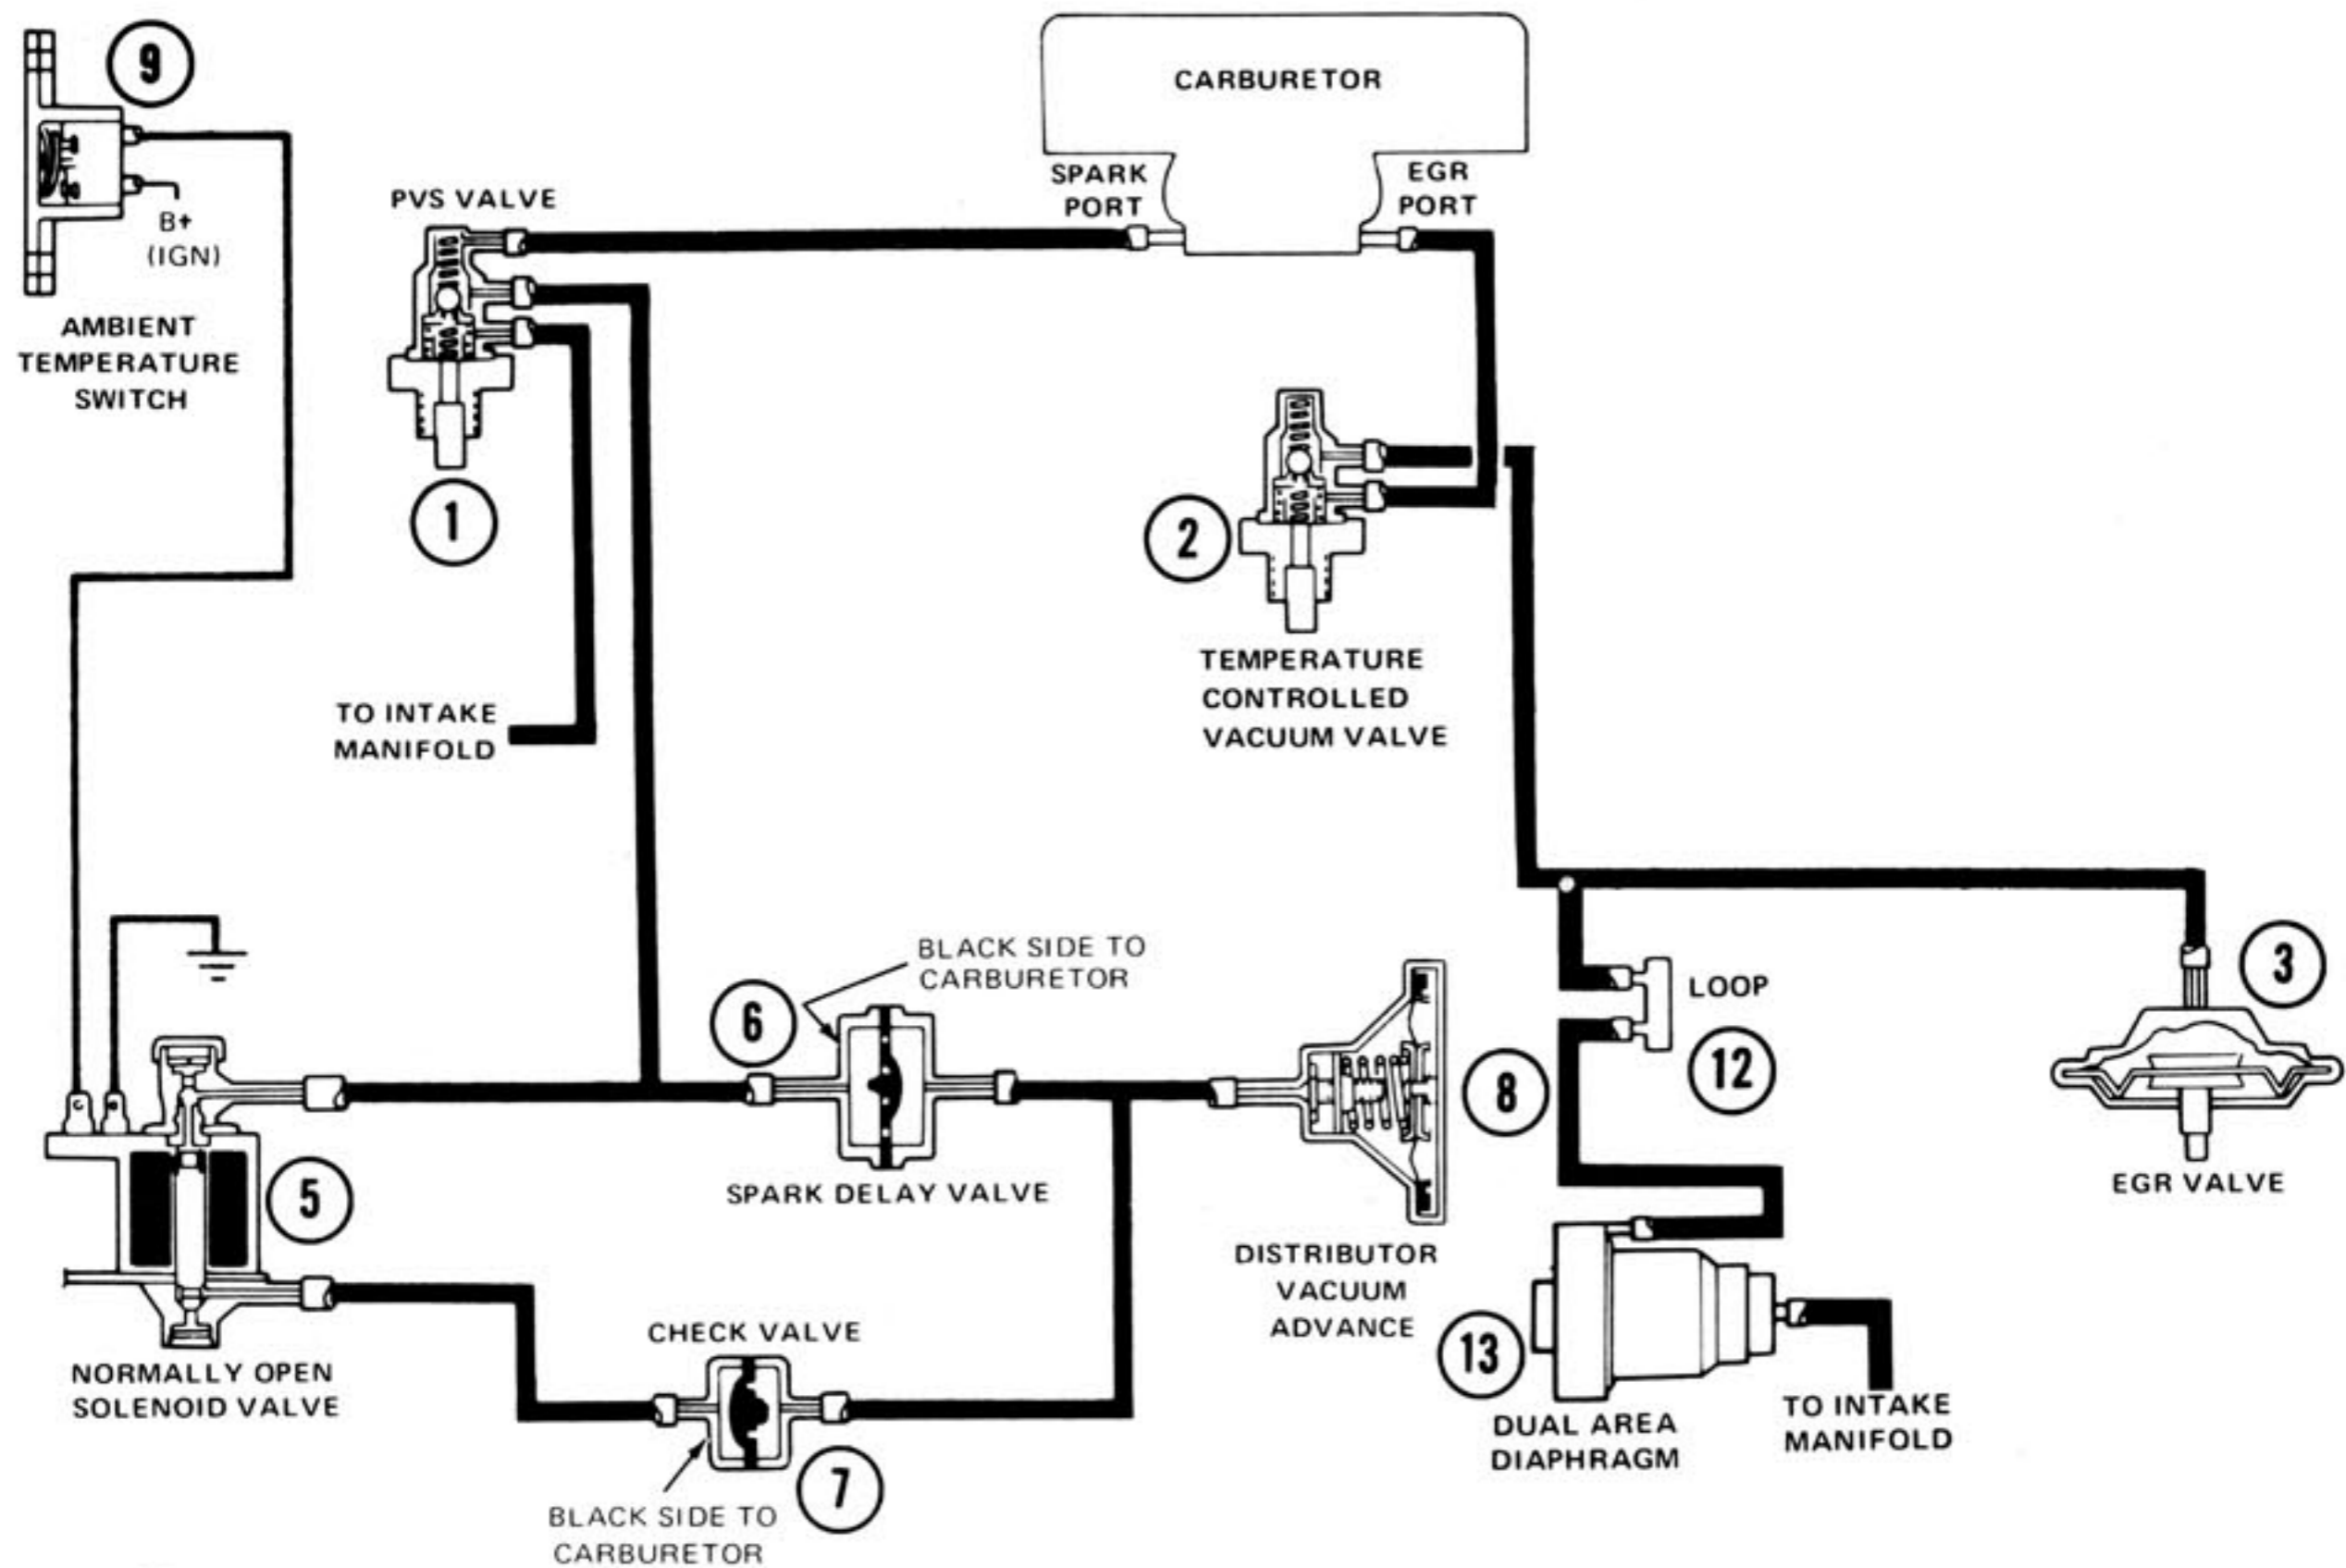 9
CARBURETOR
B+
(IGN)
AMBIENT
TEMPERATURE
SWITCH
PVS VALVE
SPARK
PORT
EGR
PORT
1
2
TEMPERATURE
CONTROLLED
VACUUM VALVE
TO INTAKE
MANIFOLD
BLACK SIDE TO
CARBURETOR
6
SPARK DELAY VALVE
8
DISTRIBUTOR
VACUUM
ADVANCE
LOOP
12
3
EGR VALVE
5
NORMALLY OPEN
SOLENOID VALVE
CHECK VALVE
7
BLACK SIDE TO
CARBURETOR
13
DUAL AREA
DIAPHRAGM
TO INTAKE
MANIFOLD